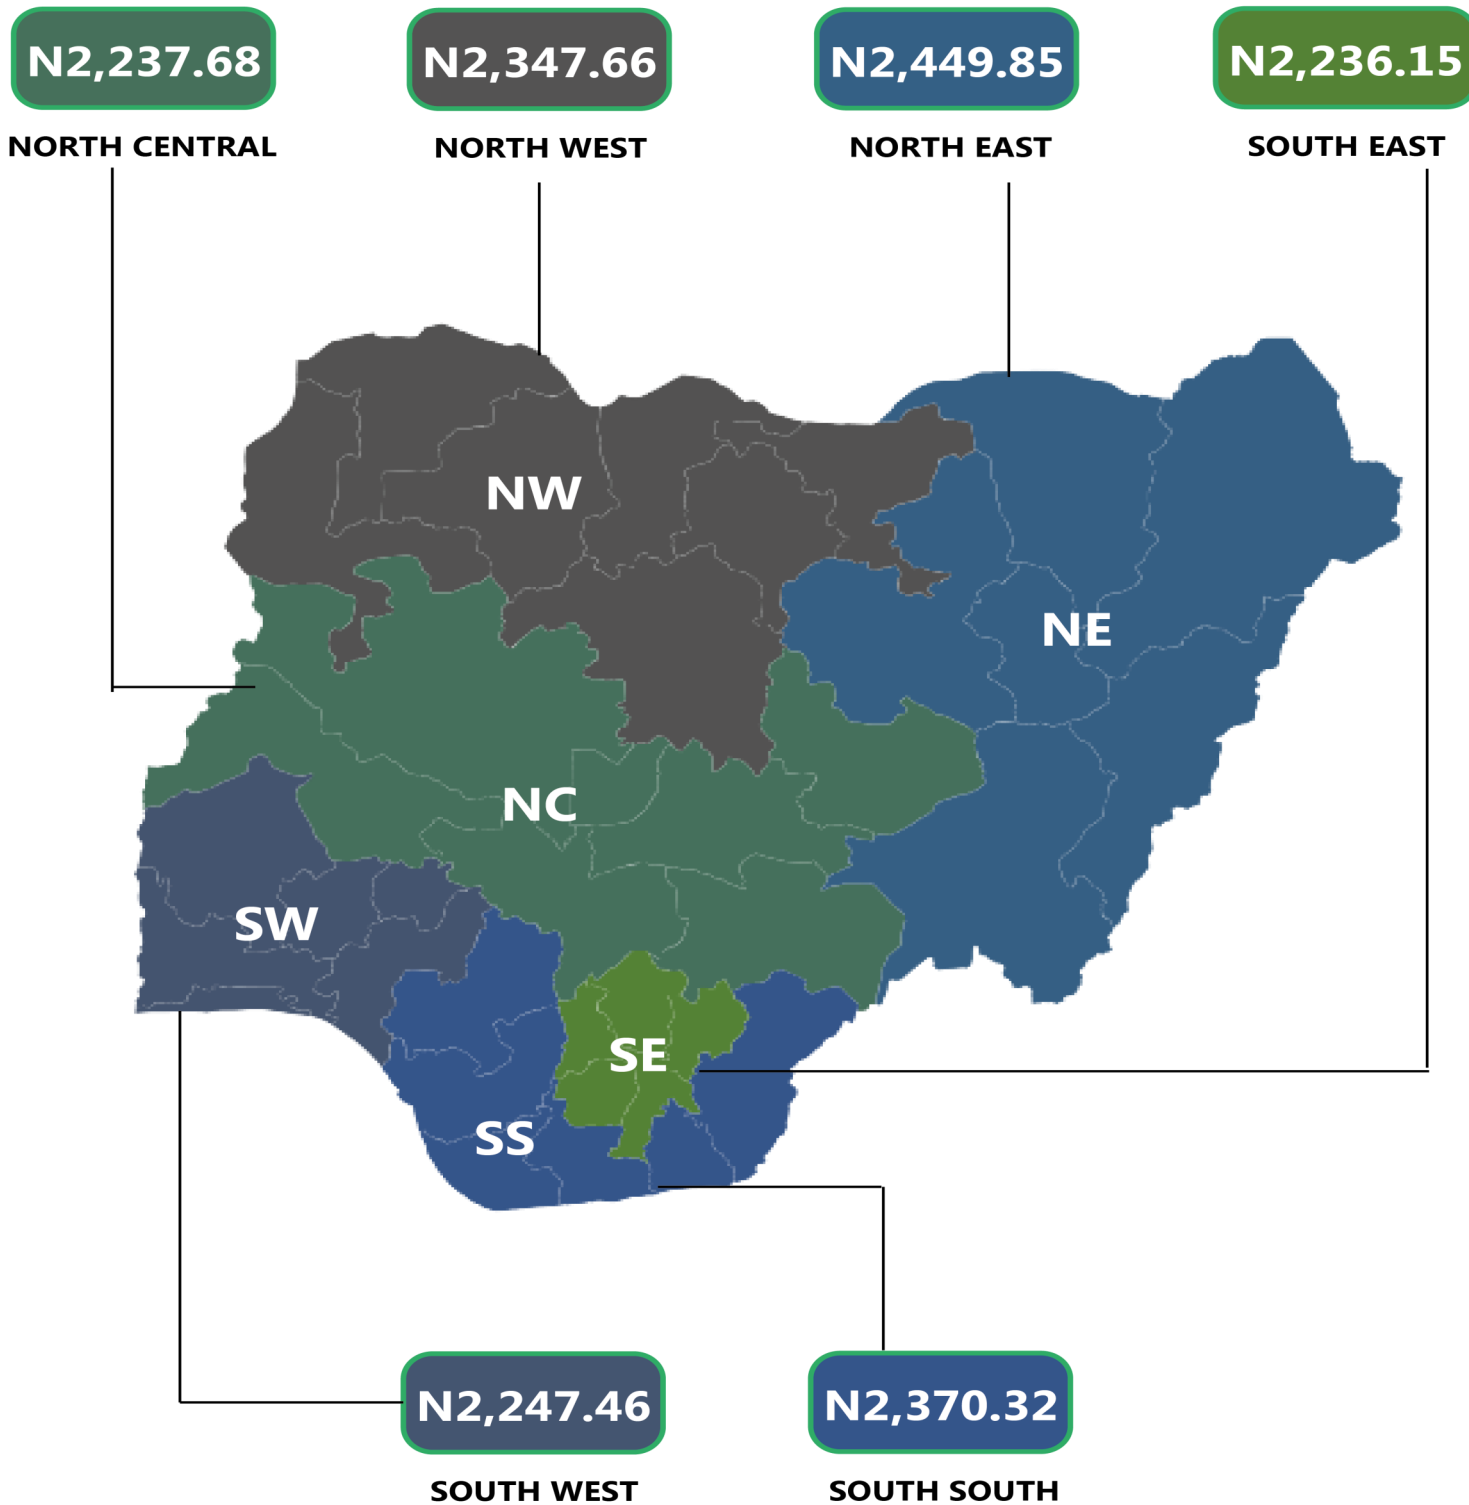 N2,237.68
NORTH CENTRAL
N2,347.66
NORTH WEST
N2,449.85
NORTH EAST
N2,236.15
SOUTH EAST
NW
NE
NC
SW
SE
SS
N2,247.46
SOUTH WEST
N2,370.32
SOUTH SOUTH